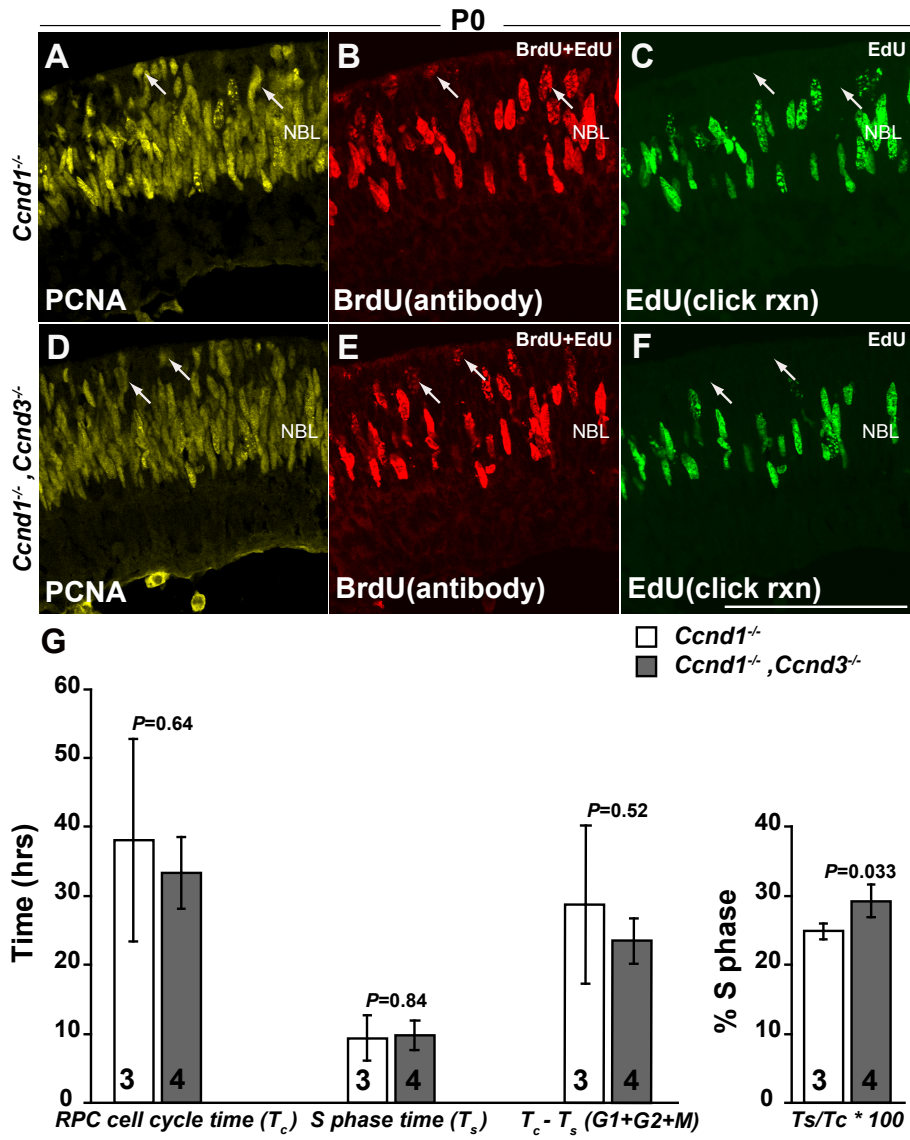 P0
A
B
BrdU+EdU
C
EdU
NBL
NBL
NBL
Ccnd1-/-
PCNA
BrdU(antibody)
EdU(click rxn)
D
E
BrdU+EdU
F
EdU
NBL
NBL
NBL
Ccnd1-/- ,Ccnd3-/-
PCNA
BrdU(antibody)
EdU(click rxn)
G
Ccnd1-/-
Ccnd1-/- ,Ccnd3-/-
Time (hrs)
60
50
40
30
20
10
0
P=0.64
P=0.84
P=0.52
3
4
3
4
3
4
RPC cell cycle time (Tc)
S phase time (Ts)
Tc - Ts (G1+G2+M)
% S phase
40
30
20
10
0
P=0.033
3
4
Ts/Tc * 100